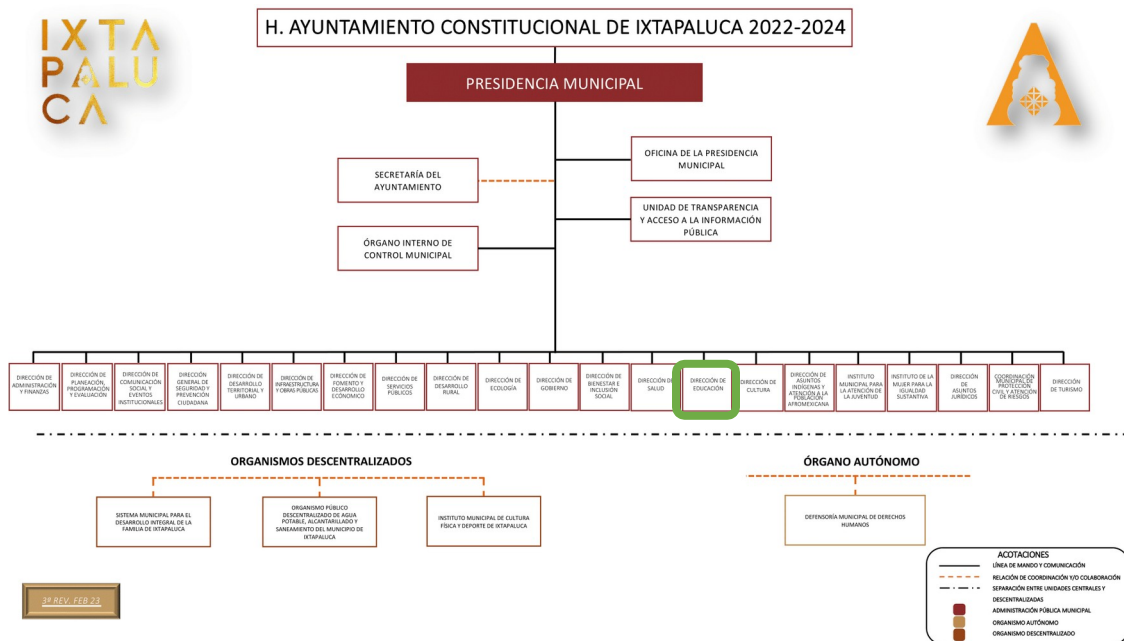 IXTA
PALU
CA
H. AYUNTAMIENTO CONSTITUCIONAL DE IXTAPALUCA 2022-2024
PRESIDENCIA MUNICIPAL
OFICINA DE LA PRESIDENCIA
MUNICIPAL
SECRETARÍA DEL
AYUNTAMIENTO
UNIDAD DE TRANSPARENCIA
Y ACCESO A LA INFORMACIÓN
PÚBLICA
ÓRGANO INTERNO DE
CONTROL MUNICIPAL
DIRECCIÓN DE
ADMINISTRACIÓN
Y FINANZAS
DIRECCIÓN DE
PLANEACIÓN,
PROGRAMACIÓN
Y EVALUACIÓN
DIRECCIÓN DE
COMUNICACIÓN
SOCIAL Y
EVENTOS
INSTITUCIONALES
DIRECCIÓN
GENERAL DE
SEGURIDAD Y
PREVENCIÓN
CIUDADANA
DIRECCIÓN DE
DESARROLLO
TERRITORIAL Y
URBANO
DIRECCIÓN DE
INFRAESTRUCTURA
Y OBRAS PÚBLICAS
DIRECCIÓN DE
FOMENTO Y
DESARROLLO
ECONÓMICO
DIRECCIÓN DE
SERVICIOS
PÚBLICOS
DIRECCIÓN DE
DESARROLLO
RURAL
DIRECCIÓN DE
ECOLOGÍA
DIRECCIÓN DE
GOBIERNO
DIRECCIÓN DE
BIENESTAR E
INCLUSIÓN
SOCIAL
DIRECCIÓN DE
SALUD
DIRECCIÓN DE
EDUCACIÓN
DIRECCIÓN DE
CULTURA
DIRECCIÓN DE
ASUNTOS
INDÍGENAS Y
ATENCIÓN A LA
POBLACIÓN
AFROMEXICANA
INSTITUTO
MUNICIPAL PARA
LA ATENCIÓN DE
LA JUVENTUD
INSTITUTO DE LA
MUJER PARA LA
IGUALDAD
SUSTANTIVA
DIRECCIÓN
DE
ASUNTOS
JURÍDICOS
COORDINACIÓN
MUNICIPAL DE
PROTECCIÓN
CIVIL Y ATENCIÓN
DE RIESGOS
DIRECCIÓN
DE TURISMO
ORGANISMOS DESCENTRALIZADOS
ÓRGANO AUTÓNOMO
SISTEMA MUNICIPAL PARA EL
DESARROLLO INTEGRAL DE LA
FAMILIA DE IXTAPALUCA
ORGANISMO PÚBLICO
DESCENTRALIZADO DE AGUA
POTABLE, ALCANTARILLADO Y
SANEAMIENTO DEL MUNICIPIO DE
IXTAPALUCA
INSTITUTO MUNICIPAL DE CULTURA
FÍSICA Y DEPORTE DE IXTAPALUCA
DEFENSORÍA MUNICIPAL DE DERECHOS
HUMANOS
ACOTACIONES
LÍNEA DE MANDO Y COMUNICACIÓN
RELACIÓN DE COORDINACIÓN Y/O COLABORACIÓN
SEPARACIÓN ENTRE UNIDADES CENTRALES Y
DESCENTRALIZADAS
ADMINISTRACIÓN PÚBLICA MUNICIPAL
ORGANISMO AUTÓNOMO
ORGANISMO DESCENTRALIZADO
3ª REV. FEB 23.